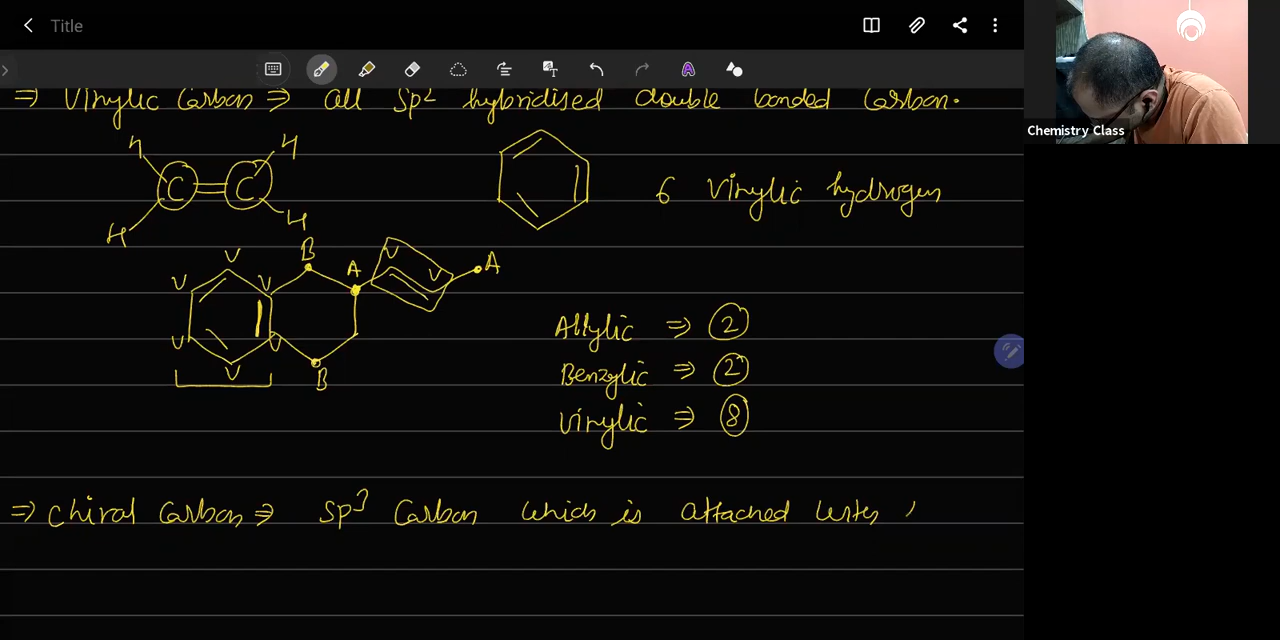 Title
Chemistry Class
⇒ Vinylic Carbon ⇒ all sp² hybridised double bonded Carbon.
H H
C = C
H H
6 Vinylic hydrogen
B V
V V V A V A
V V
V B
Allylic ⇒ 2
Benzylic ⇒ 2
Vinylic ⇒ 8
⇒ Chiral Carbon ⇒ sp³ Carbon which is attached